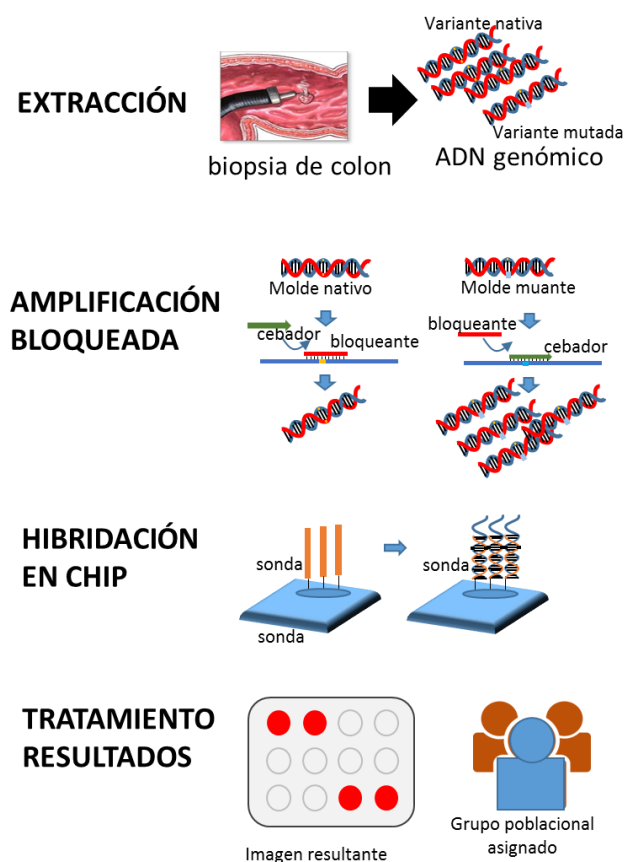 Variante nativa
EXTRACCIÓN
Variante mutada
biopsia de colon
ADN genómico
AMPLIFICACIÓN
BLOQUEADA
Molde nativo
Molde muante
cebador
bloqueante
bloqueante
cebador
HIBRIDACIÓN
EN CHIP
sonda
sonda
sonda
TRATAMIENTO
RESULTADOS
Imagen resultante
Grupo poblacional
asignado